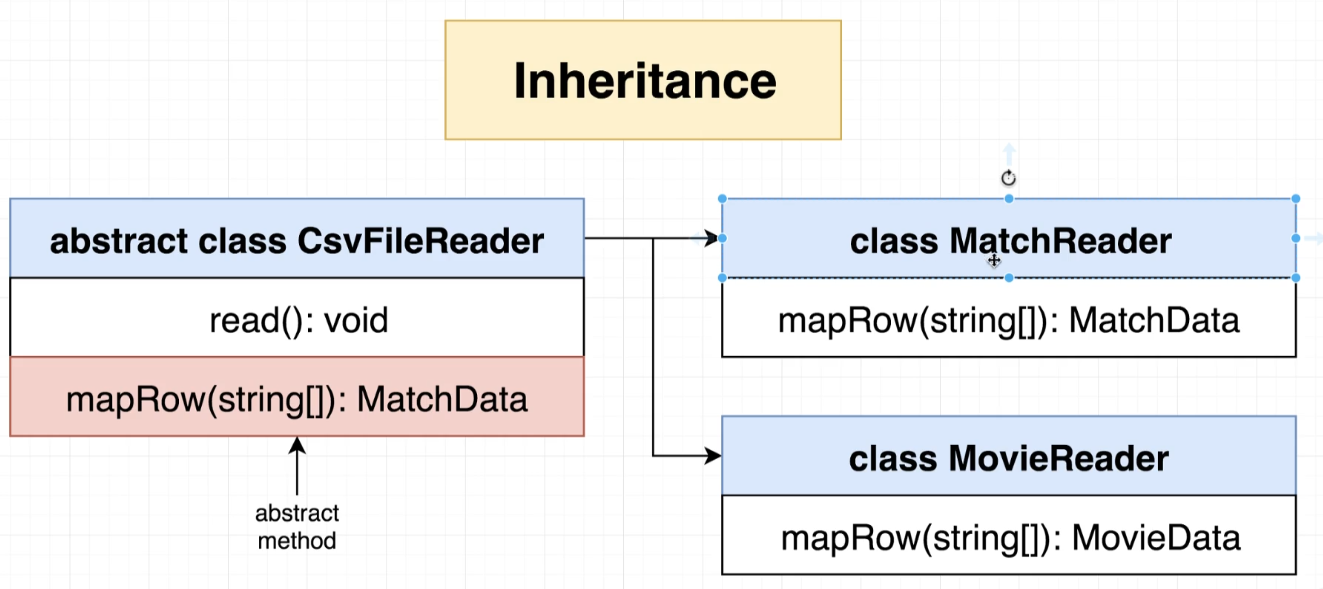 Inheritance
abstract class CsvFileReader
read(): void
mapRow(string[]): MatchData
abstract
method
class MatchReader
mapRow(string[]): MatchData
class MovieReader
mapRow(string[]): MovieData